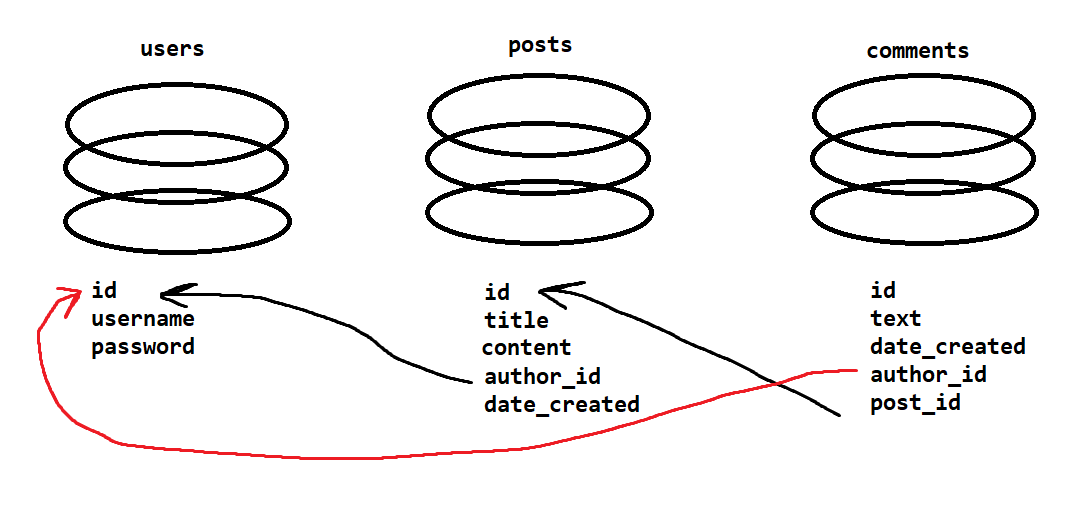 users
posts
comments
id
username
password
id
title
content
author_id
date_created
id
text
date_created
author_id
post_id